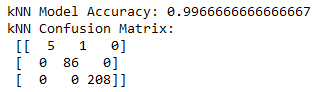 kNN Model Accuracy: 0.9966666666666667
kNN Confusion Matrix:
[[  5   1   0]
[  0  86   0]
[  0   0 208]]